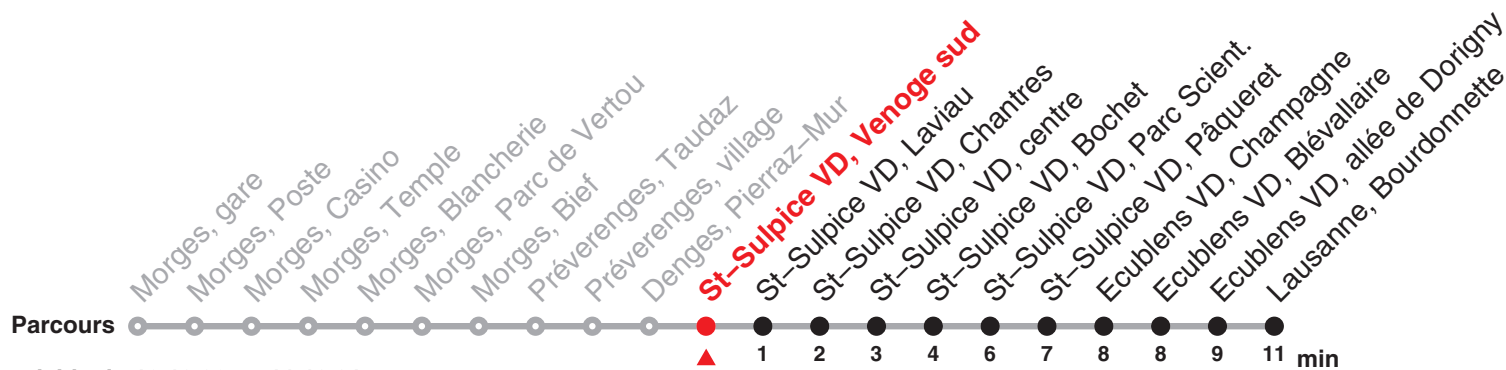 Morges, gare
Morges, Poste
Morges, Casino
Morges, Temple
Morges, Blancherie
Morges, Parc de Vertou
Morges, Bief
Préverenges, Taudaz
Préverenges, village
Denges, Pierraz–Mur
St–Sulpice VD, Venoge sud
St–Sulpice VD, Laviau
St–Sulpice VD, Chantres
St–Sulpice VD, centre
St–Sulpice VD, Bochet
St–Sulpice VD, Parc Scient.
St–Sulpice VD, Pâqueret
Ecublens VD, Champagne
Ecublens VD, Blévallaire
Ecublens VD, allée de Dorigny
Lausanne, Bourdonnette
Parcours
1 2 3 4 6 7 8 8 9 11 min